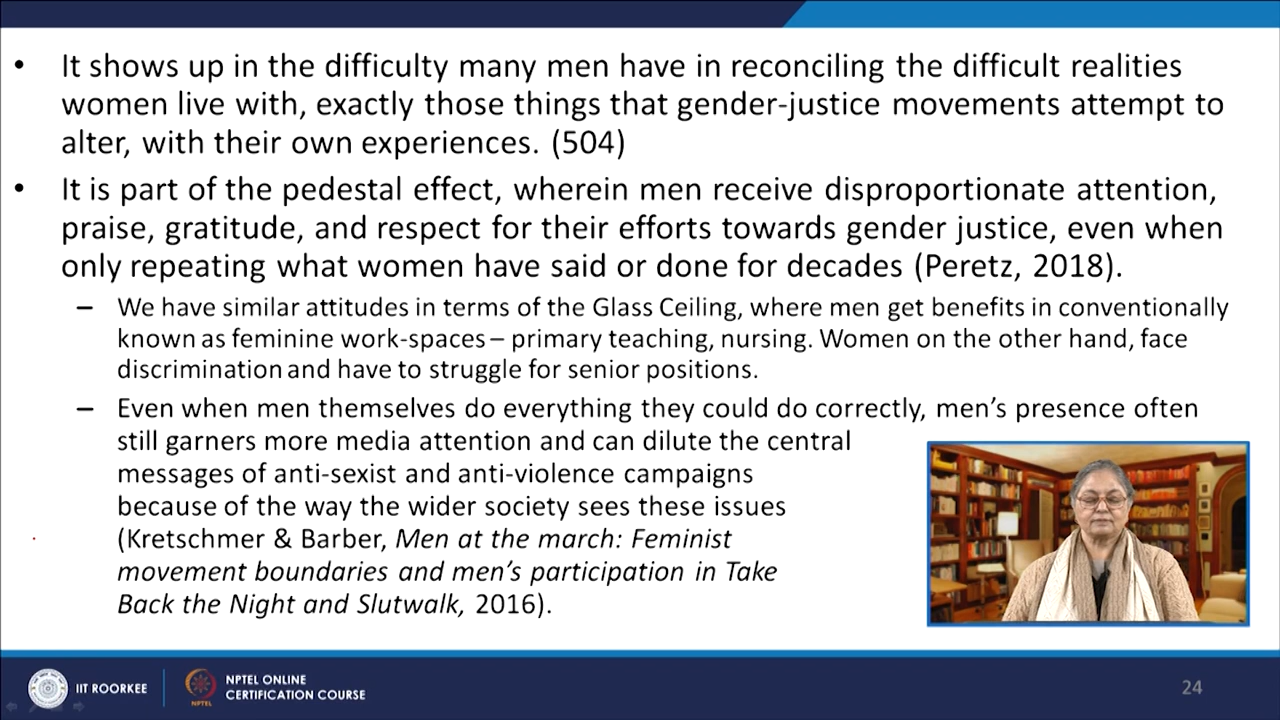 • It shows up in the difficulty many men have in reconciling the difficult realities
women live with, exactly those things that gender-justice movements attempt to
alter, with their own experiences. (504)
• It is part of the pedestal effect, wherein men receive disproportionate attention,
praise, gratitude, and respect for their efforts towards gender justice, even when
only repeating what women have said or done for decades (Peretz, 2018).
– We have similar attitudes in terms of the Glass Ceiling, where men get benefits in conventionally
known as feminine work-spaces – primary teaching, nursing. Women on the other hand, face
discrimination and have to struggle for senior positions.
– Even when men themselves do everything they could do correctly, men’s presence often
still garners more media attention and can dilute the central
messages of anti-sexist and anti-violence campaigns
because of the way the wider society sees these issues
(Kretschmer & Barber, Men at the march: Feminist
movement boundaries and men’s participation in Take
Back the Night and Slutwalk, 2016).
IIT ROORKEE
NPTEL
NPTEL ONLINE
CERTIFICATION COURSE
24